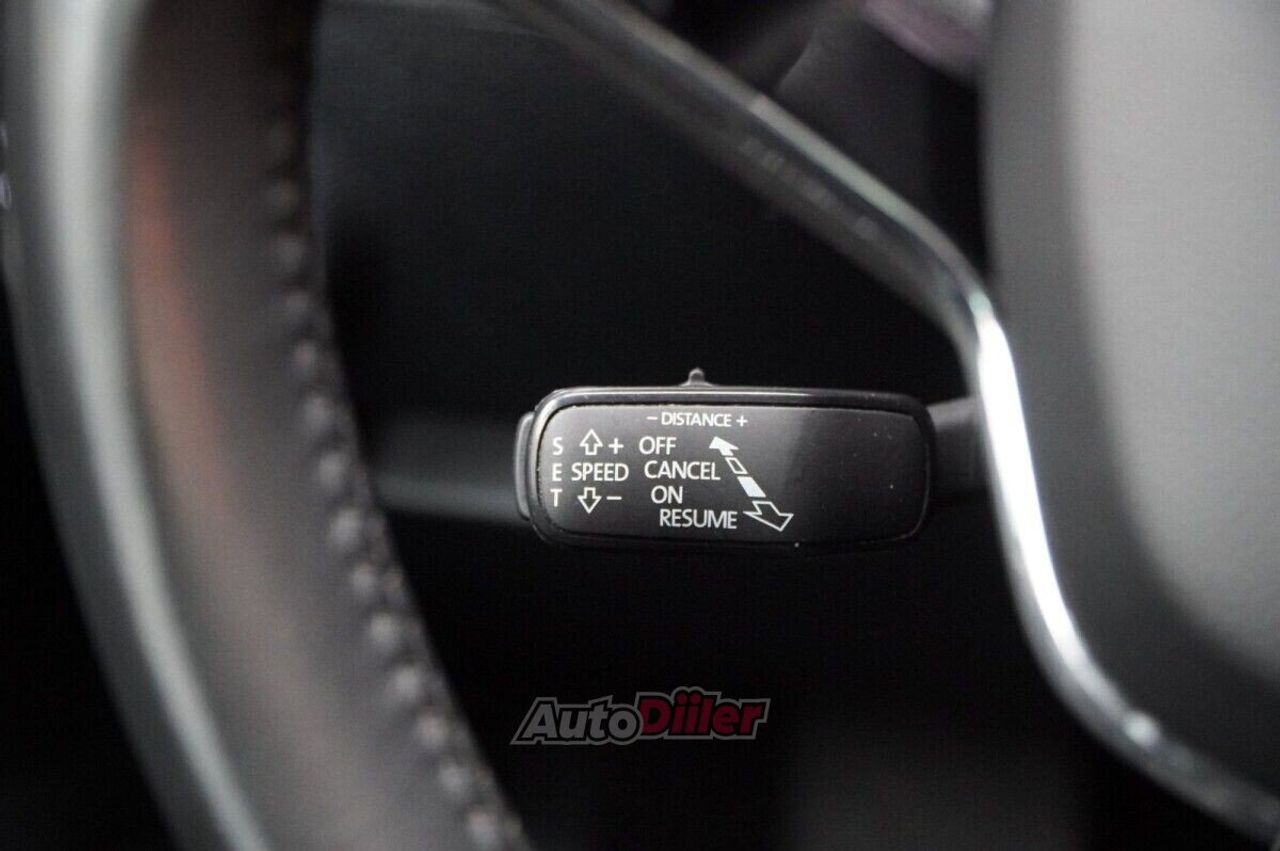 − DISTANCE +
S + OFF
E SPEED CANCEL
T − ON
RESUME
AutoDiiler